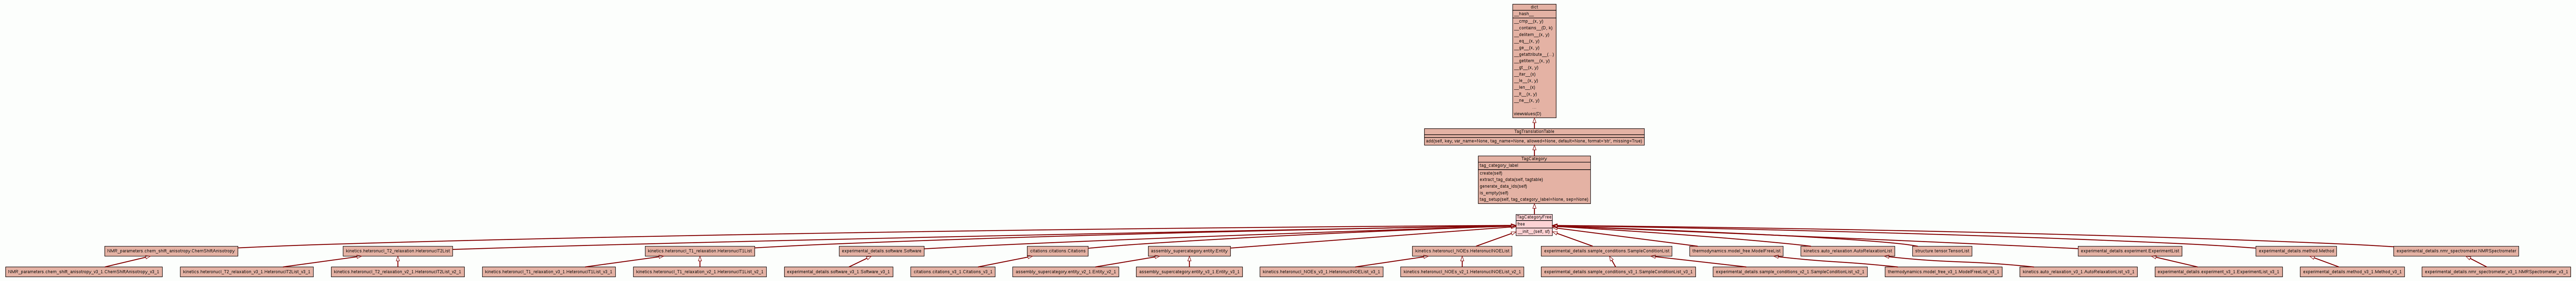 dict
__hash__
__cmp__(x, y)
__contains__(D, k)
__delitem__(x, y)
__eq__(x, y)
__ge__(x, y)
__getattribute__(...)
__getitem__(x, y)
__gt__(x, y)
__iter__(x)
__le__(x, y)
__len__(x)
__lt__(x, y)
__ne__(x, y)
viewvalues(D)
TagTranslationTable
add(self, key, var_name=None, tag_name=None, allowed=None, default=None, format='str', missing=True)
TagCategory
tag_category_label
create(self)
extract_tag_data(self, tagtable)
generate_data_ids(self)
is_empty(self)
tag_setup(self, tag_category_label=None, sep=None)
TagCategoryFree
free
__init__(self, sf)
NMR_parameters.chem_shift_anisotropy.ChemShiftAnisotropy
kinetics.heteronucl_T2_relaxation.HeteronuclT2List
kinetics.heteronucl_T1_relaxation.HeteronuclT1List
experimental_details.software.Software
citations.citations.Citations
assembly_supercategory.entity.Entity
kinetics.heteronucl_NOEs.HeteronuclNOEList
experimental_details.sample_conditions.SampleConditionList
thermodynamics.model_free.ModelFreeList
kinetics.auto_relaxation.AutoRelaxationList
structure.tensor.TensorList
experimental_details.experiment.ExperimentList
experimental_details.method.Method
experimental_details.nmr_spectrometer.NMRSpectrometer
NMR_parameters.chem_shift_anisotropy_v3_1.ChemShiftAnisotropy_v3_1
kinetics.heteronucl_T2_relaxation_v3_1.HeteronuclT2List_v3_1
kinetics.heteronucl_T2_relaxation_v2_1.HeteronuclT2List_v2_1
kinetics.heteronucl_T1_relaxation_v3_1.HeteronuclT1List_v3_1
kinetics.heteronucl_T1_relaxation_v2_1.HeteronuclT1List_v2_1
experimental_details.software_v3_1.Software_v3_1
citations.citations_v3_1.Citations_v3_1
assembly_supercategory.entity_v2_1.Entity_v2_1
assembly_supercategory.entity_v3_1.Entity_v3_1
kinetics.heteronucl_NOEs_v3_1.HeteronuclNOEList_v3_1
kinetics.heteronucl_NOEs_v2_1.HeteronuclNOEList_v2_1
experimental_details.sample_conditions_v3_1.SampleConditionList_v3_1
experimental_details.sample_conditions_v2_1.SampleConditionList_v2_1
thermodynamics.model_free_v3_1.ModelFreeList_v3_1
kinetics.auto_relaxation_v3_1.AutoRelaxationList_v3_1
experimental_details.experiment_v3_1.ExperimentList_v3_1
experimental_details.method_v3_1.Method_v3_1
experimental_details.nmr_spectrometer_v3_1.NMRSpectrometer_v3_1